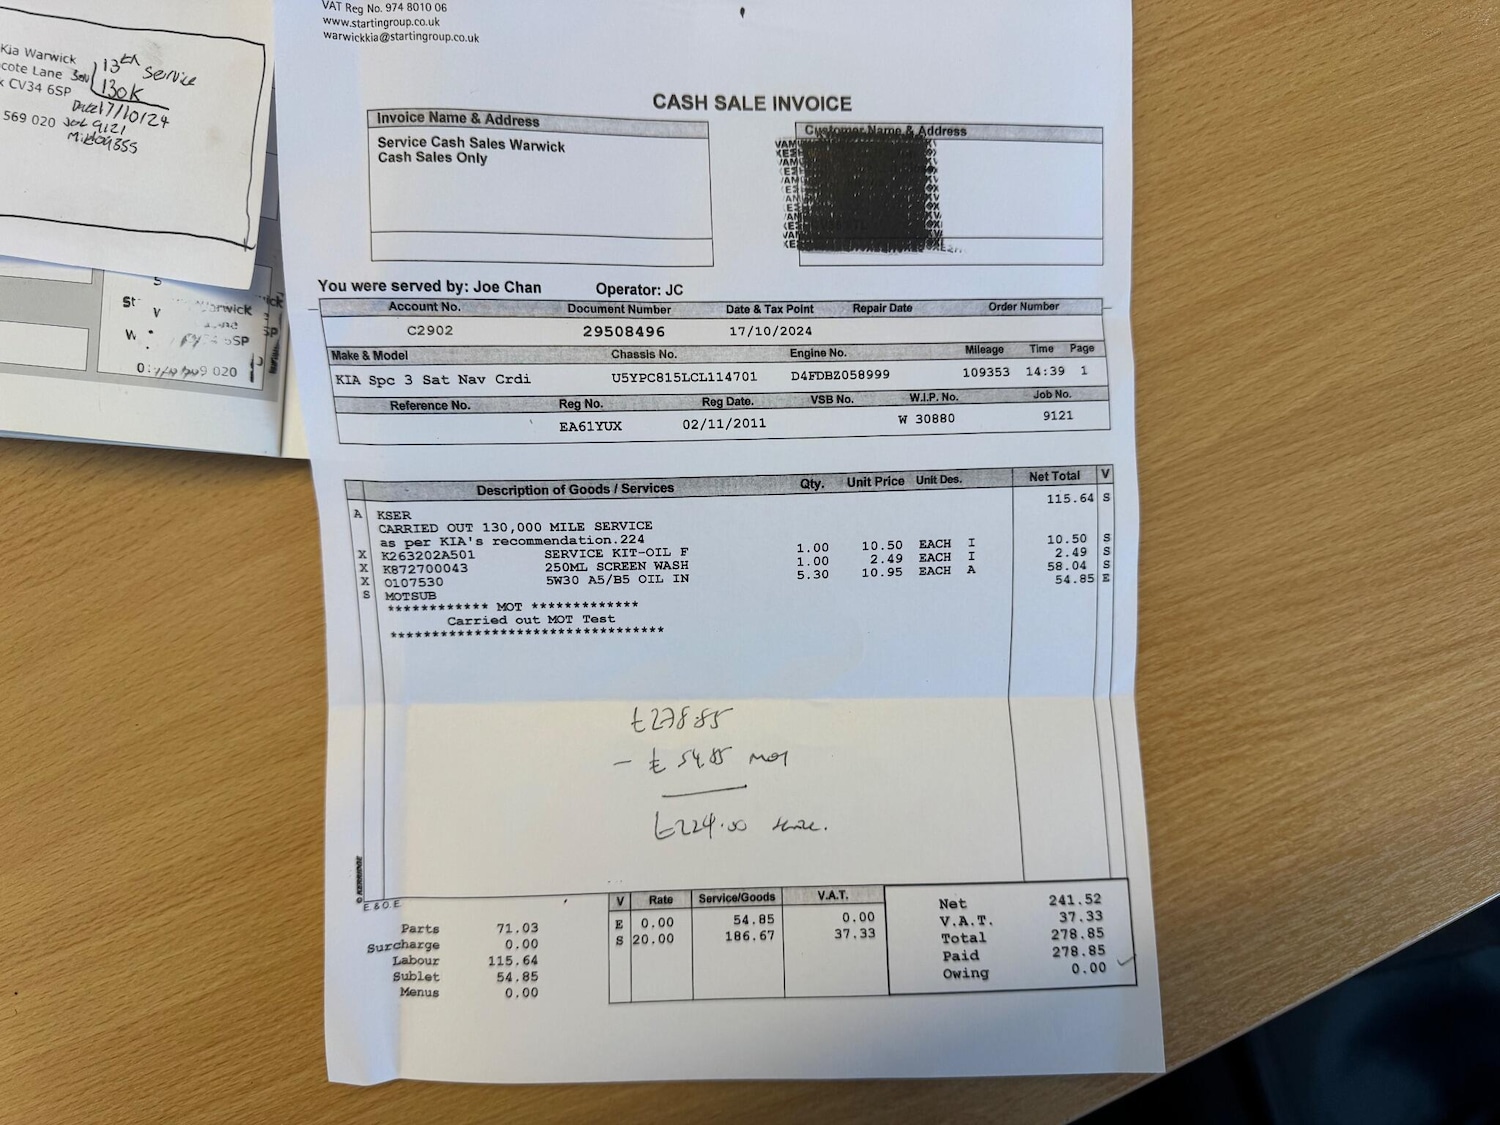 VAT Reg No. 974 8010 06
www.startingroup.co.uk
warwickkia@startingroup.co.uk
Kia Warwick
cote Lane
CV34 6SP
569 020
13th Service
130K
Date 17/10/24
Job 9121
CASH SALE INVOICE
Invoice Name & Address
Service Cash Sales Warwick
Cash Sales Only
Customer Name & Address
You were served by: Joe Chan Operator: JC
Account No. Document Number Date & Tax Point Repair Date Order Number
C2902 29508496 17/10/2024
Make & Model Chassis No. Engine No. Mileage Time Page
KIA Spc 3 Sat Nav Crdi U5YPC815LCL114701 D4FDBZ058999 109353 14:39 1
Reference No. Reg No. Reg Date. VSB No. W.I.P. No. Job No.
EA61YUX 02/11/2011 W 30880 9121
Description of Goods / Services Qty. Unit Price Unit Des. Net Total V
A KSER 115.64 S
CARRIED OUT 130,000 MILE SERVICE
as per KIA's recommendation.224
X K263202A501 SERVICE KIT-OIL F 1.00 10.50 EACH I 10.50 S
X K872700043 250ML SCREEN WASH 1.00 2.49 EACH I 2.49 S
X 0107530 5W30 A5/B5 OIL IN 5.30 10.95 EACH A 58.04 S
S MOTSUB 54.85 E
************ MOT *************
Carried out MOT Test
**********************************
£278.85
- £54.85 MOT
£224.00
© KERRIDGE
E. & O. E.
Parts 71.03
Surcharge 0.00
Labour 115.64
Sublet 54.85
Menus 0.00
V Rate Service/Goods V.A.T.
E 0.00 54.85 0.00
S 20.00 186.67 37.33
Net 241.52
V.A.T. 37.33
Total 278.85
Paid 278.85
Owing 0.00